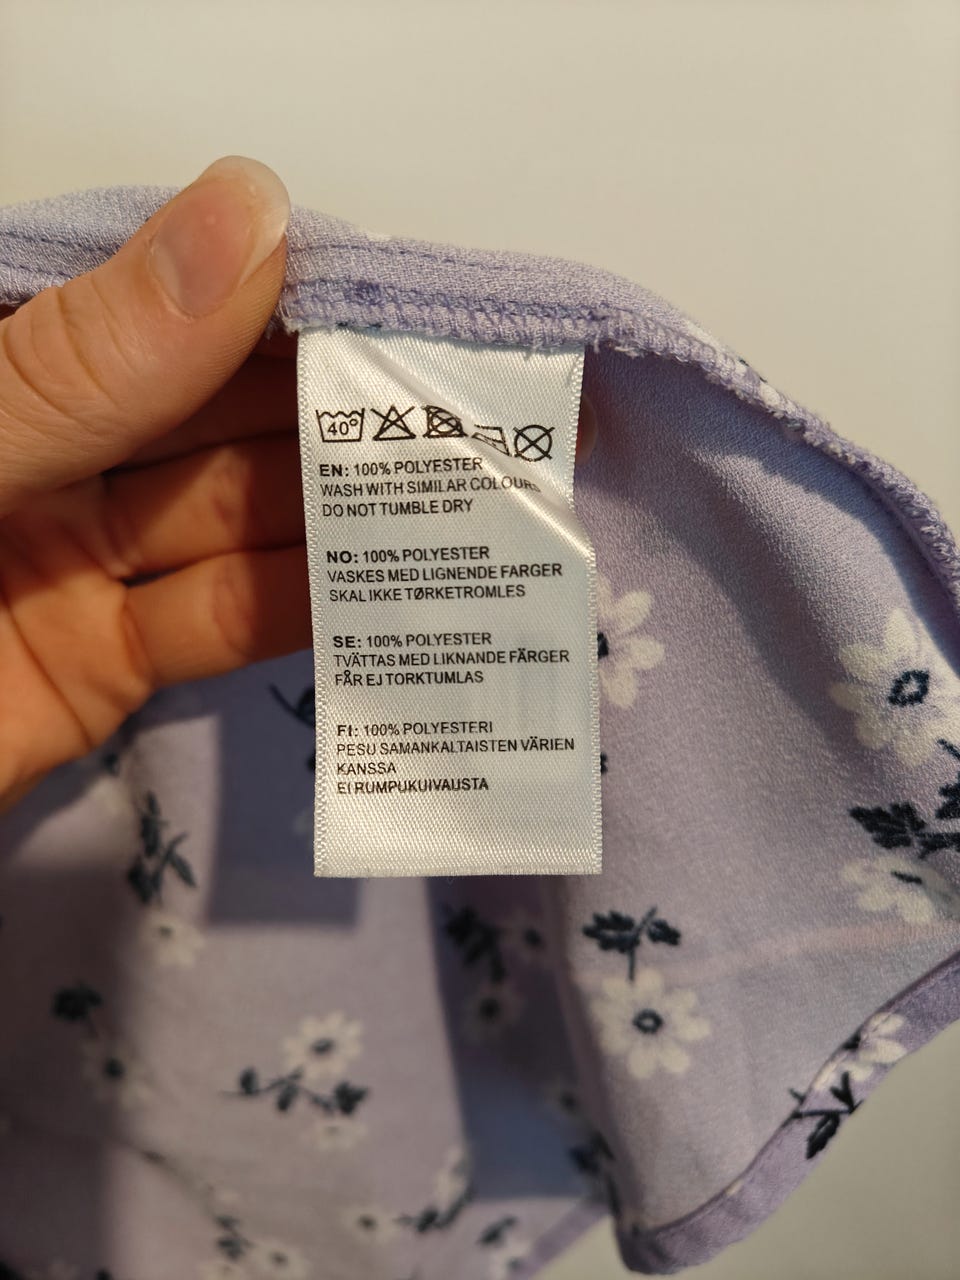 40°
EN: 100% POLYESTER
WASH WITH SIMILAR COLOURS
DO NOT TUMBLE DRY
NO: 100% POLYESTER
VASKES MED LIGNENDE FARGER
SKAL IKKE TØRKETROMLES
SE: 100% POLYESTER
TVÄTTAS MED LIKNANDE FÄRGER
FÅR EJ TORKTUMLAS
FI: 100% POLYESTERI
PESU SAMANKALTAISTEN VÄRIEN
KANSSA
EI RUMPUKUIVAUSTA